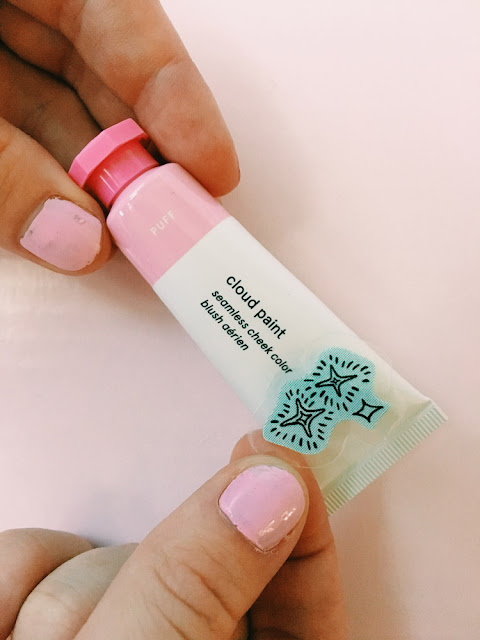 PUFF
cloud paint
seamless cheek color
blush aérien